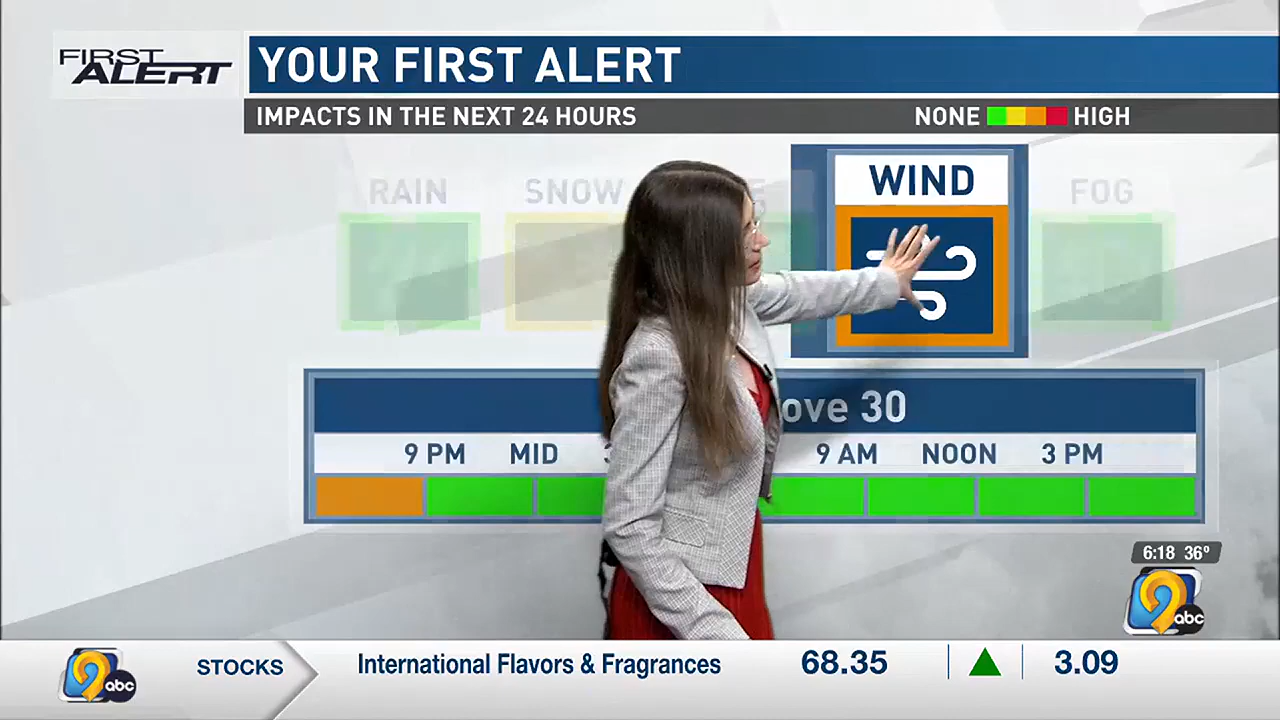 FIRST ALERT
YOUR FIRST ALERT
IMPACTS IN THE NEXT 24 HOURS
NONE HIGH
RAIN SNOW WIND FOG
30
9 PM MID 9 AM NOON 3 PM
6:18 36°
9 abc
9 abc STOCKS International Flavors & Fragrances 68.35 3.09